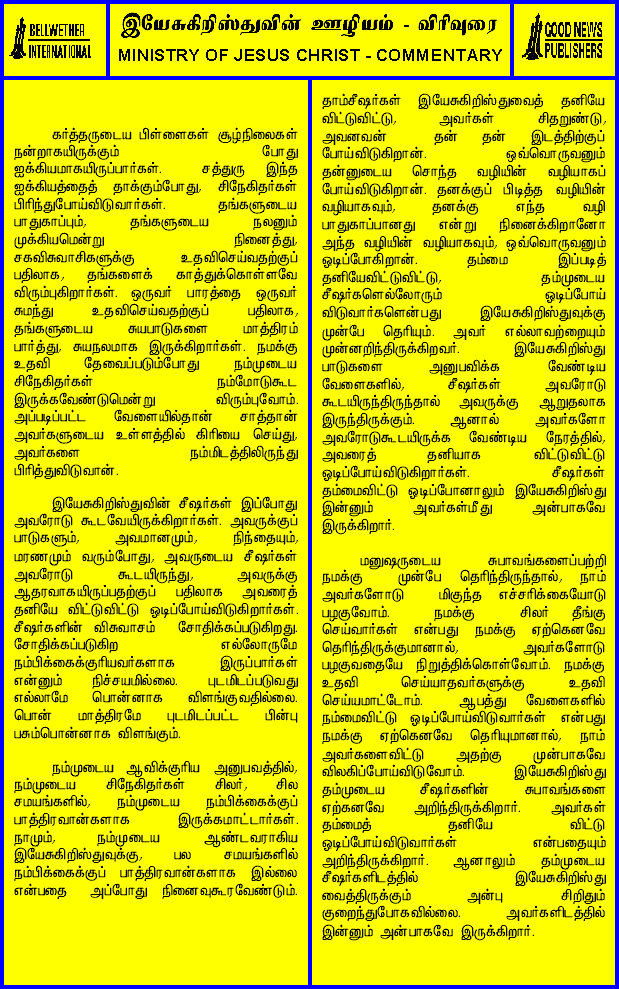 BELLWETHER
INTERNATIONAL
இயேசுகிறிஸ்துவின் ஊழியம் - விரிவுரை
MINISTRY OF JESUS CHRIST - COMMENTARY
GOOD NEWS
PUBLISHERS
கர்த்தருடைய பிள்ளைகள் சூழ்நிலைகள்
நன்றாகயிருக்கும் போது
ஐக்கியமாகயிருப்பார்கள். சத்துரு இந்த
ஐக்கியத்தைத் தாக்கும்போது, சிநேகிதர்கள்
பிரிந்துபோய்விடுவார்கள். தங்களுடைய
பாதுகாப்பும், தங்களுடைய நலனும்
முக்கியமென்று நினைத்து,
சகவிசுவாசிகளுக்கு உதவிசெய்வதற்குப்
பதிலாக, தங்களைக் காத்துக்கொள்ளவே
விரும்புகிறார்கள். ஒருவர் பாரத்தை ஒருவர்
சுமந்து உதவிசெய்வதற்குப் பதிலாக,
தங்களுடைய சுயபாடுகளை மாத்திரம்
பார்த்து, சுயநலமாக இருக்கிறார்கள். நமக்கு
உதவி தேவைப்படும்போது நம்முடைய
சிநேகிதர்கள் நம்மோடுகூட
இருக்கவேண்டுமென்று விரும்புவோம்.
அப்படிப்பட்ட வேளையில்தான் சாத்தான்
அவர்களுடைய உள்ளத்தில் கிரியை செய்து,
அவர்களை நம்மிடத்திலிருந்து
பிரித்துவிடுவான்.
இயேசுகிறிஸ்துவின் சீஷர்கள் இப்போது
அவரோடு கூடவேயிருக்கிறார்கள். அவருக்குப்
பாடுகளும், அவமானமும், நிந்தையும்,
மரணமும் வரும்போது, அவருடைய சீஷர்கள்
அவரோடு கூடயிருந்து, அவருக்கு
ஆதரவாகயிருப்பதற்குப் பதிலாக அவரைத்
தனியே விட்டுவிட்டு ஓடிப்போய்விடுகிறார்கள்.
சீஷர்களின் விசுவாசம் சோதிக்கப்படுகிறது.
சோதிக்கப்படுகிற எல்லோருமே
நம்பிக்கைக்குரியவர்களாக இருப்பார்கள்
என்னும் நிச்சயமில்லை. புடமிடப்படுவது
எல்லாமே பொன்னாக விளங்குவதில்லை.
பொன் மாத்திரமே புடமிடப்பட்ட பின்பு
பசும்பொன்னாக விளங்கும்.
நம்முடைய ஆவிக்குரிய அனுபவத்தில்,
நம்முடைய சிநேகிதர்கள் சிலர், சில
சமயங்களில், நம்முடைய நம்பிக்கைக்குப்
பாத்திரவான்களாக இருக்கமாட்டார்கள்.
நாமும், நம்முடைய ஆண்டவராகிய
இயேசுகிறிஸ்துவுக்கு, பல சமயங்களில்
நம்பிக்கைக்குப் பாத்திரவான்களாக இல்லை
என்பதை அப்போது நினைவுகூரவேண்டும்.
தாம்சீஷர்கள் இயேசுகிறிஸ்துவைத் தனியே
விட்டுவிட்டு, அவர்கள் சிதறுண்டு,
அவனவன் தன் தன் இடத்திற்குப்
போய்விடுகிறான். ஒவ்வொருவனும்
தன்னுடைய சொந்த வழியின் வழியாகப்
போய்விடுகிறான். தனக்குப் பிடித்த வழியின்
வழியாகவும், தனக்கு எந்த வழி
பாதுகாப்பானது என்று நினைக்கிறானோ
அந்த வழியின் வழியாகவும், ஒவ்வொருவனும்
ஓடிப்போகிறான். தம்மை இப்படித்
தனியேவிட்டுவிட்டு, தம்முடைய
சீஷர்களெல்லோரும் ஓடிப்போய்
விடுவார்களென்பது இயேசுகிறிஸ்துவுக்கு
முன்பே தெரியும். அவர் எல்லாவற்றையும்
முன்னறிந்திருக்கிறவர். இயேசுகிறிஸ்து
பாடுகளை அனுபவிக்க வேண்டிய
வேளைகளில், சீஷர்கள் அவரோடு
கூடயிருந்திருந்தால் அவருக்கு ஆறுதலாக
இருந்திருக்கும். ஆனால் அவர்களோ
அவரோடுகூடயிருக்க வேண்டிய நேரத்தில்,
அவரைத் தனியாக விட்டுவிட்டு
ஓடிப்போய்விடுகிறார்கள். சீஷர்கள்
தம்மைவிட்டு ஓடிப்போனாலும் இயேசுகிறிஸ்து
இன்னும் அவர்கள்மீது அன்பாகவே
இருக்கிறார்.
மனுஷருடைய சுபாவங்களைப்பற்றி
நமக்கு முன்பே தெரிந்திருந்தால், நாம்
அவர்களோடு மிகுந்த எச்சரிக்கையோடு
பழகுவோம். நமக்கு சிலர் தீங்கு
செய்வார்கள் என்பது நமக்கு ஏற்கெனவே
தெரிந்திருக்குமானால், அவர்களோடு
பழகுவதையே நிறுத்திக்கொள்வோம். நமக்கு
உதவி செய்யாதவர்களுக்கு உதவி
செய்யமாட்டோம். ஆபத்து வேளைகளில்
நம்மைவிட்டு ஓடிப்போய்விடுவார்கள் என்பது
நமக்கு ஏற்கெனவே தெரியுமானால், நாம்
அவர்களைவிட்டு அதற்கு முன்பாகவே
விலகிப்போய்விடுவோம். இயேசுகிறிஸ்து
தம்முடைய சீஷர்களின் சுபாவங்களை
ஏற்கனவே அறிந்திருக்கிறார். அவர்கள்
தம்மைத் தனியே விட்டு
ஓடிப்போய்விடுவார்கள் என்பதையும்
அறிந்திருக்கிறார். ஆனாலும் தம்முடைய
சீஷர்களிடத்தில் இயேசுகிறிஸ்து
வைத்திருக்கும் அன்பு சிறிதும்
குறைந்துபோகவில்லை. அவர்களிடத்தில்
இன்னும் அன்பாகவே இருக்கிறார்.